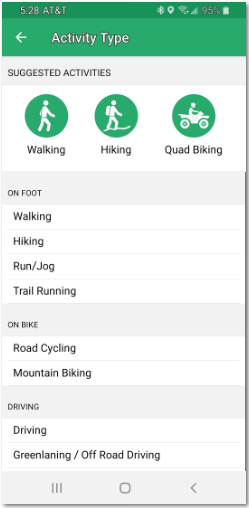 5:28 AT&T 95%
Activity Type
SUGGESTED ACTIVITIES
Walking Hiking Quad Biking
ON FOOT
Walking
Hiking
Run/Jog
Trail Running
ON BIKE
Road Cycling
Mountain Biking
DRIVING
Driving
Greenlaning / Off Road Driving